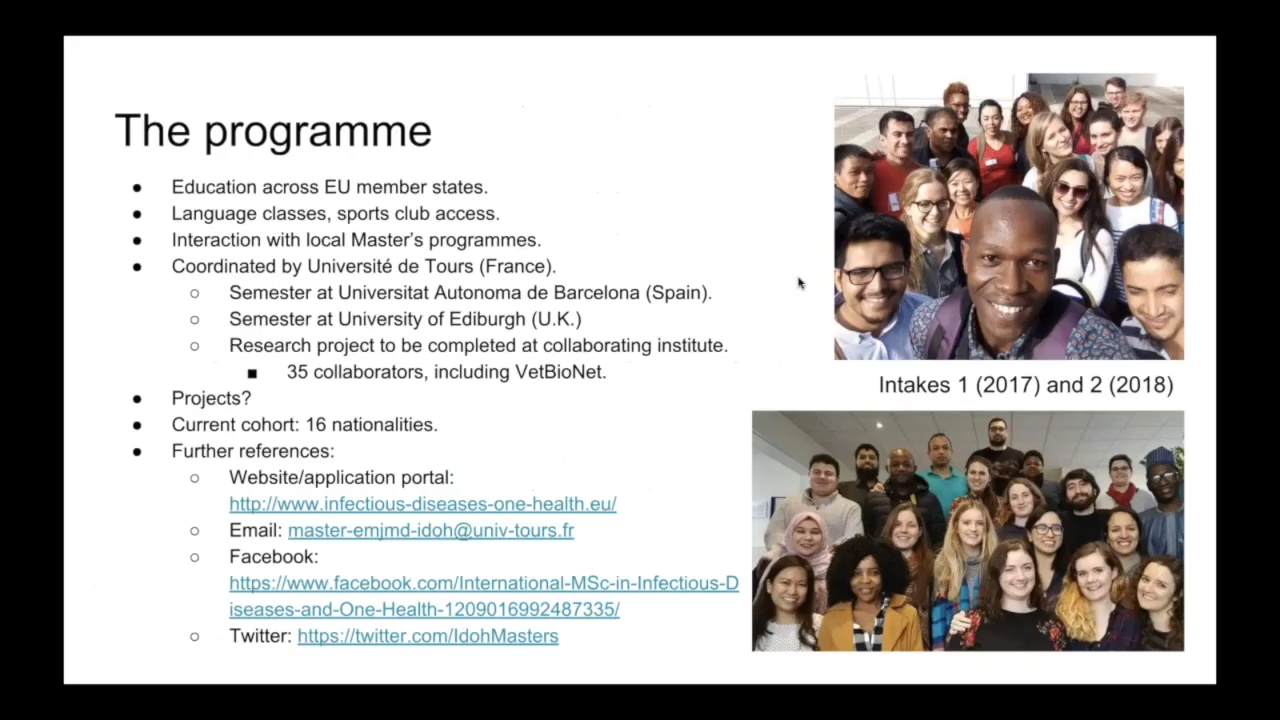 The programme
● Education across EU member states.
● Language classes, sports club access.
● Interaction with local Master’s programmes.
● Coordinated by Université de Tours (France).
○ Semester at Universitat Autonoma de Barcelona (Spain).
○ Semester at University of Ediburgh (U.K.)
○ Research project to be completed at collaborating institute.
■ 35 collaborators, including VetBioNet.
● Projects?
● Current cohort: 16 nationalities.
● Further references:
○ Website/application portal:
http://www.infectious-diseases-one-health.eu/
○ Email: master-emjmd-idoh@univ-tours.fr
○ Facebook:
https://www.facebook.com/International-MSc-in-Infectious-D
iseases-and-One-Health-1209016992487335/
○ Twitter: https://twitter.com/IdohMasters
Intakes 1 (2017) and 2 (2018)